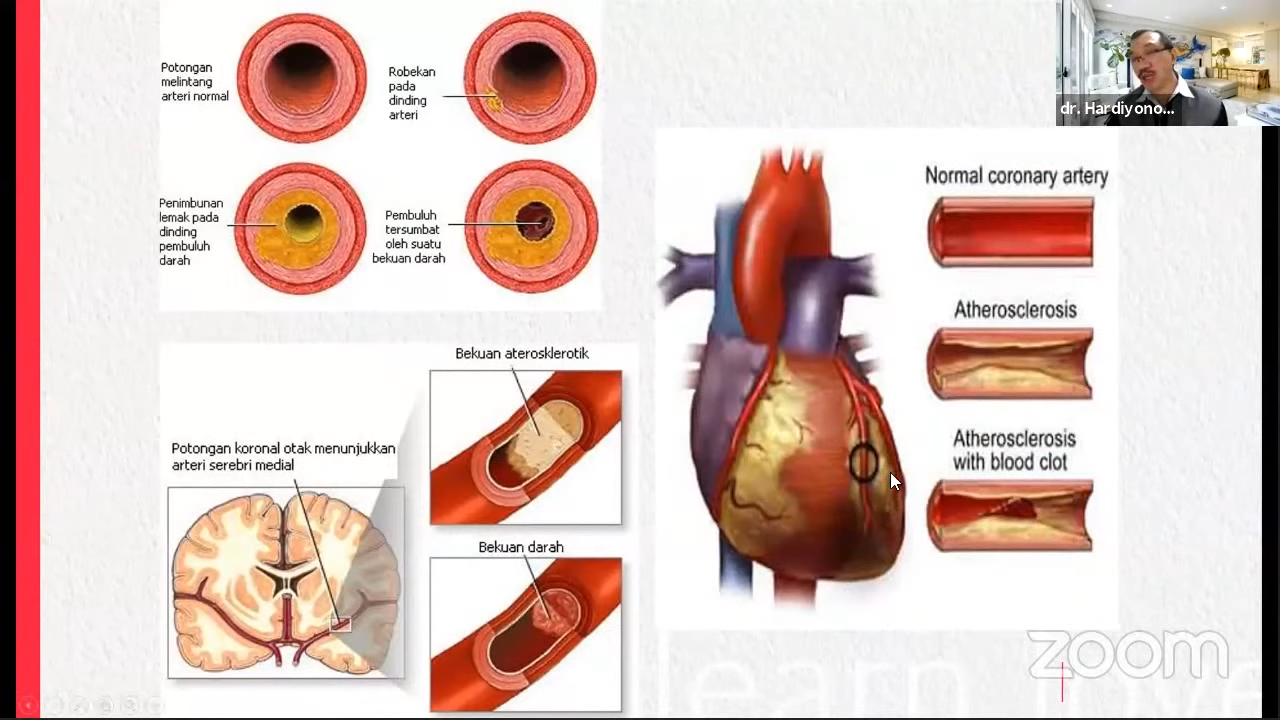 Potongan
melintang
arteri normal
Robekan
pada
dinding
arteri
Penimbunan
lemak pada
dinding
pembuluh
darah
Pembuluh
tersumbat
oleh suatu
bekuan darah
Bekuan aterosklerotik
Potongan koronal otak menunjukkan
arteri serebri medial
Bekuan darah
Normal coronary artery
Atherosclerosis
Atherosclerosis
with blood clot
dr. Hardiyono...
zoom
learn